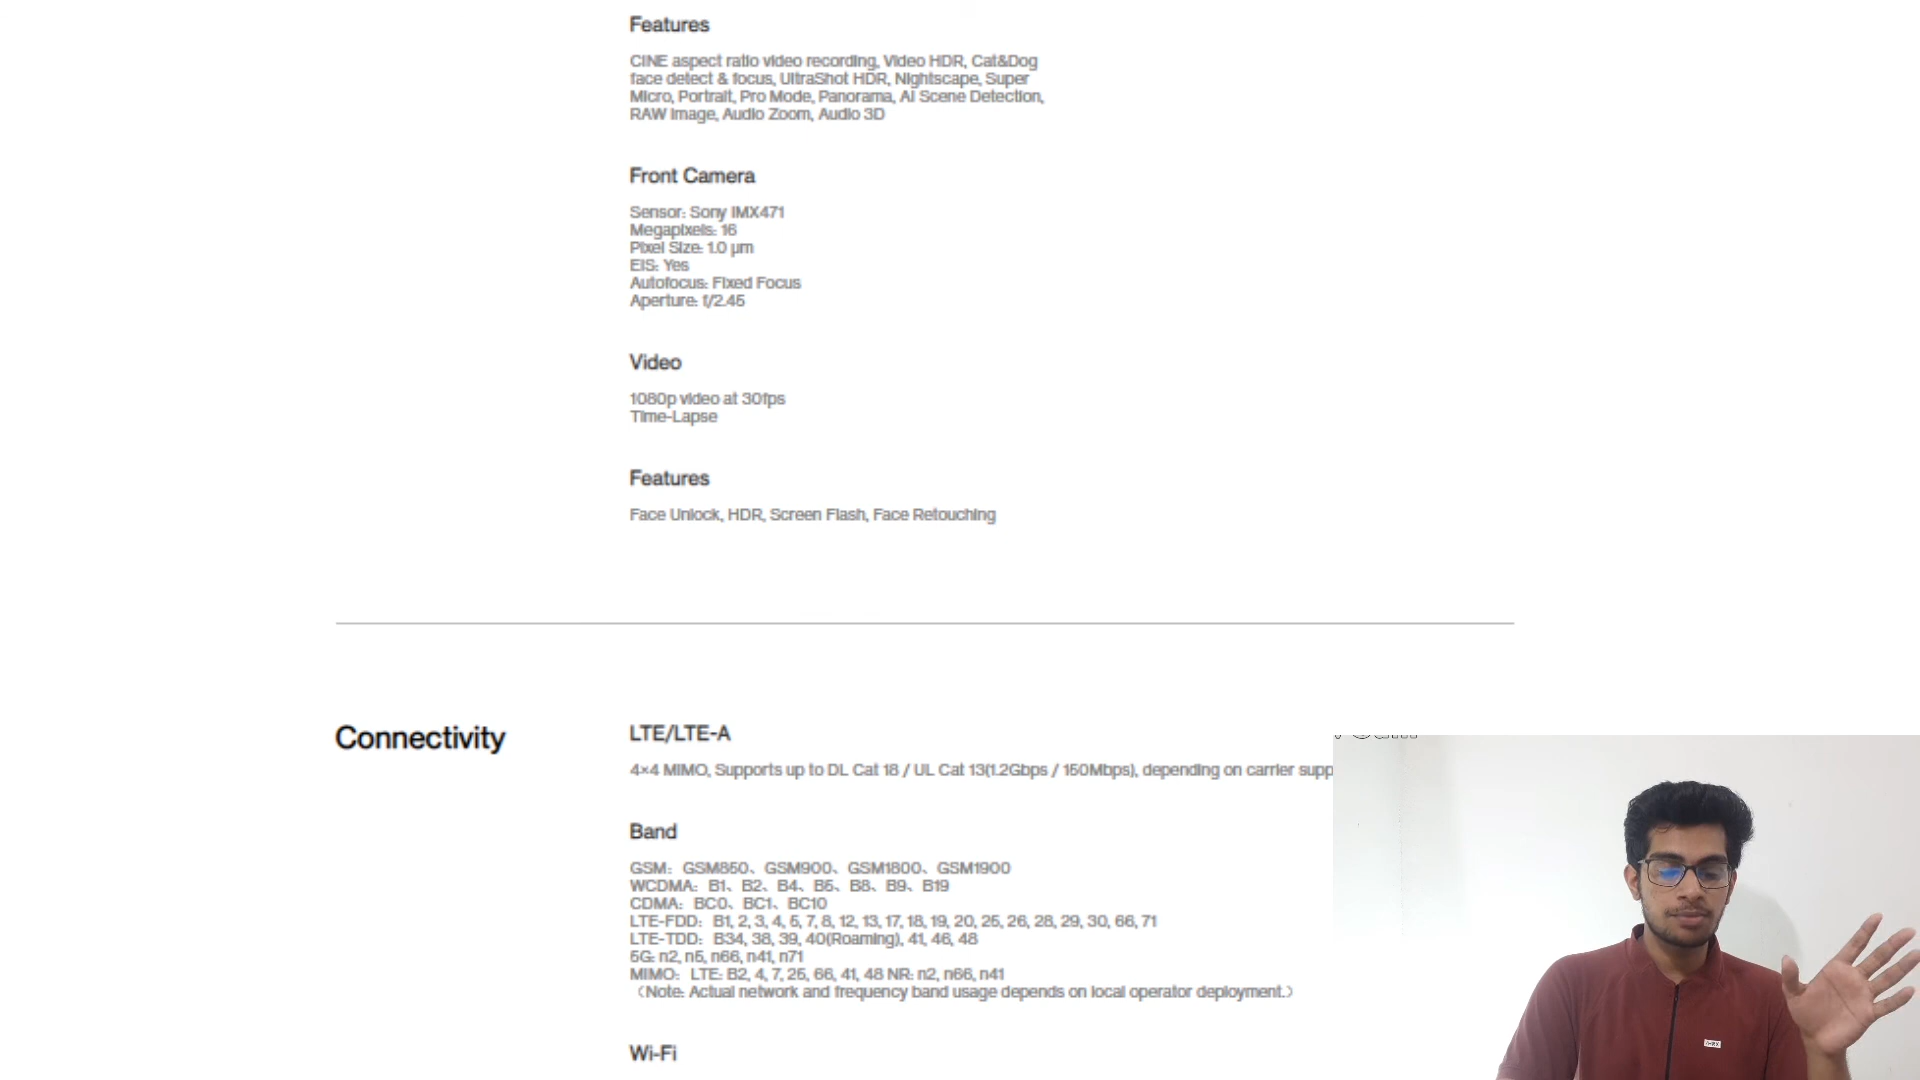 Features
CINE aspect ratio video recording, Video HDR, Cat&Dog
face detect & focus, UltraShot HDR, Nightscape, Super
Micro, Portrait, Pro Mode, Panorama, AI Scene Detection,
RAW Image, Audio Zoom, Audio 3D
Front Camera
Sensor: Sony IMX471
Megapixels: 16
Pixel Size: 1.0 μm
EIS: Yes
Autofocus: Fixed Focus
Aperture: f/2.45
Video
1080p video at 30fps
Time-Lapse
Features
Face Unlock, HDR, Screen Flash, Face Retouching
Connectivity
LTE/LTE-A
4×4 MIMO, Supports up to DL Cat 18 / UL Cat 13(1.2Gbps / 150Mbps), depending on carrier supp
Band
GSM：GSM850、GSM900、GSM1800、GSM1900
WCDMA：B1、B2、B4、B5、B8、B9、B19
CDMA：BC0、BC1、BC10
LTE-FDD：B1, 2, 3, 4, 5, 7, 8, 12, 13, 17, 18, 19, 20, 25, 26, 28, 29, 30, 66, 71
LTE-TDD：B34, 38, 39, 40(Roaming), 41, 46, 48
5G: n2, n5, n66, n41, n71
MIMO：LTE: B2, 4, 7, 25, 66, 41, 48 NR: n2, n66, n41
（Note: Actual network and frequency band usage depends on local operator deployment.）
Wi-Fi